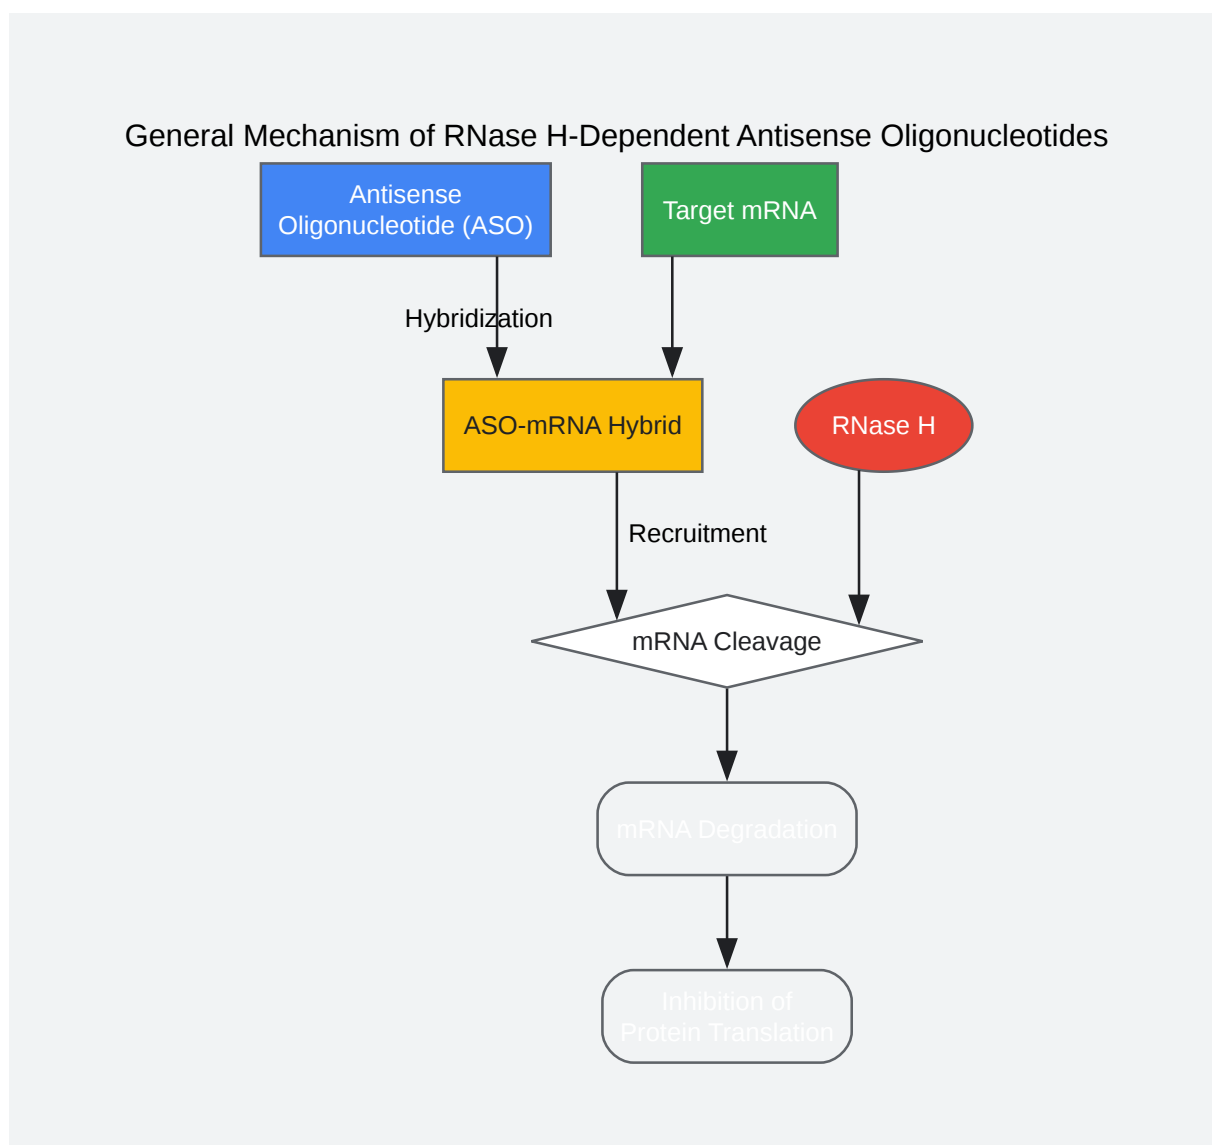 General Mechanism of RNase H-Dependent Antisense Oligonucleotides
Antisense
Oligonucleotide (ASO)
Target mRNA
Hybridization
ASO-mRNA Hybrid
RNase H
Recruitment
mRNA Cleavage
mRNA Degradation
Inhibition of
Protein Translation